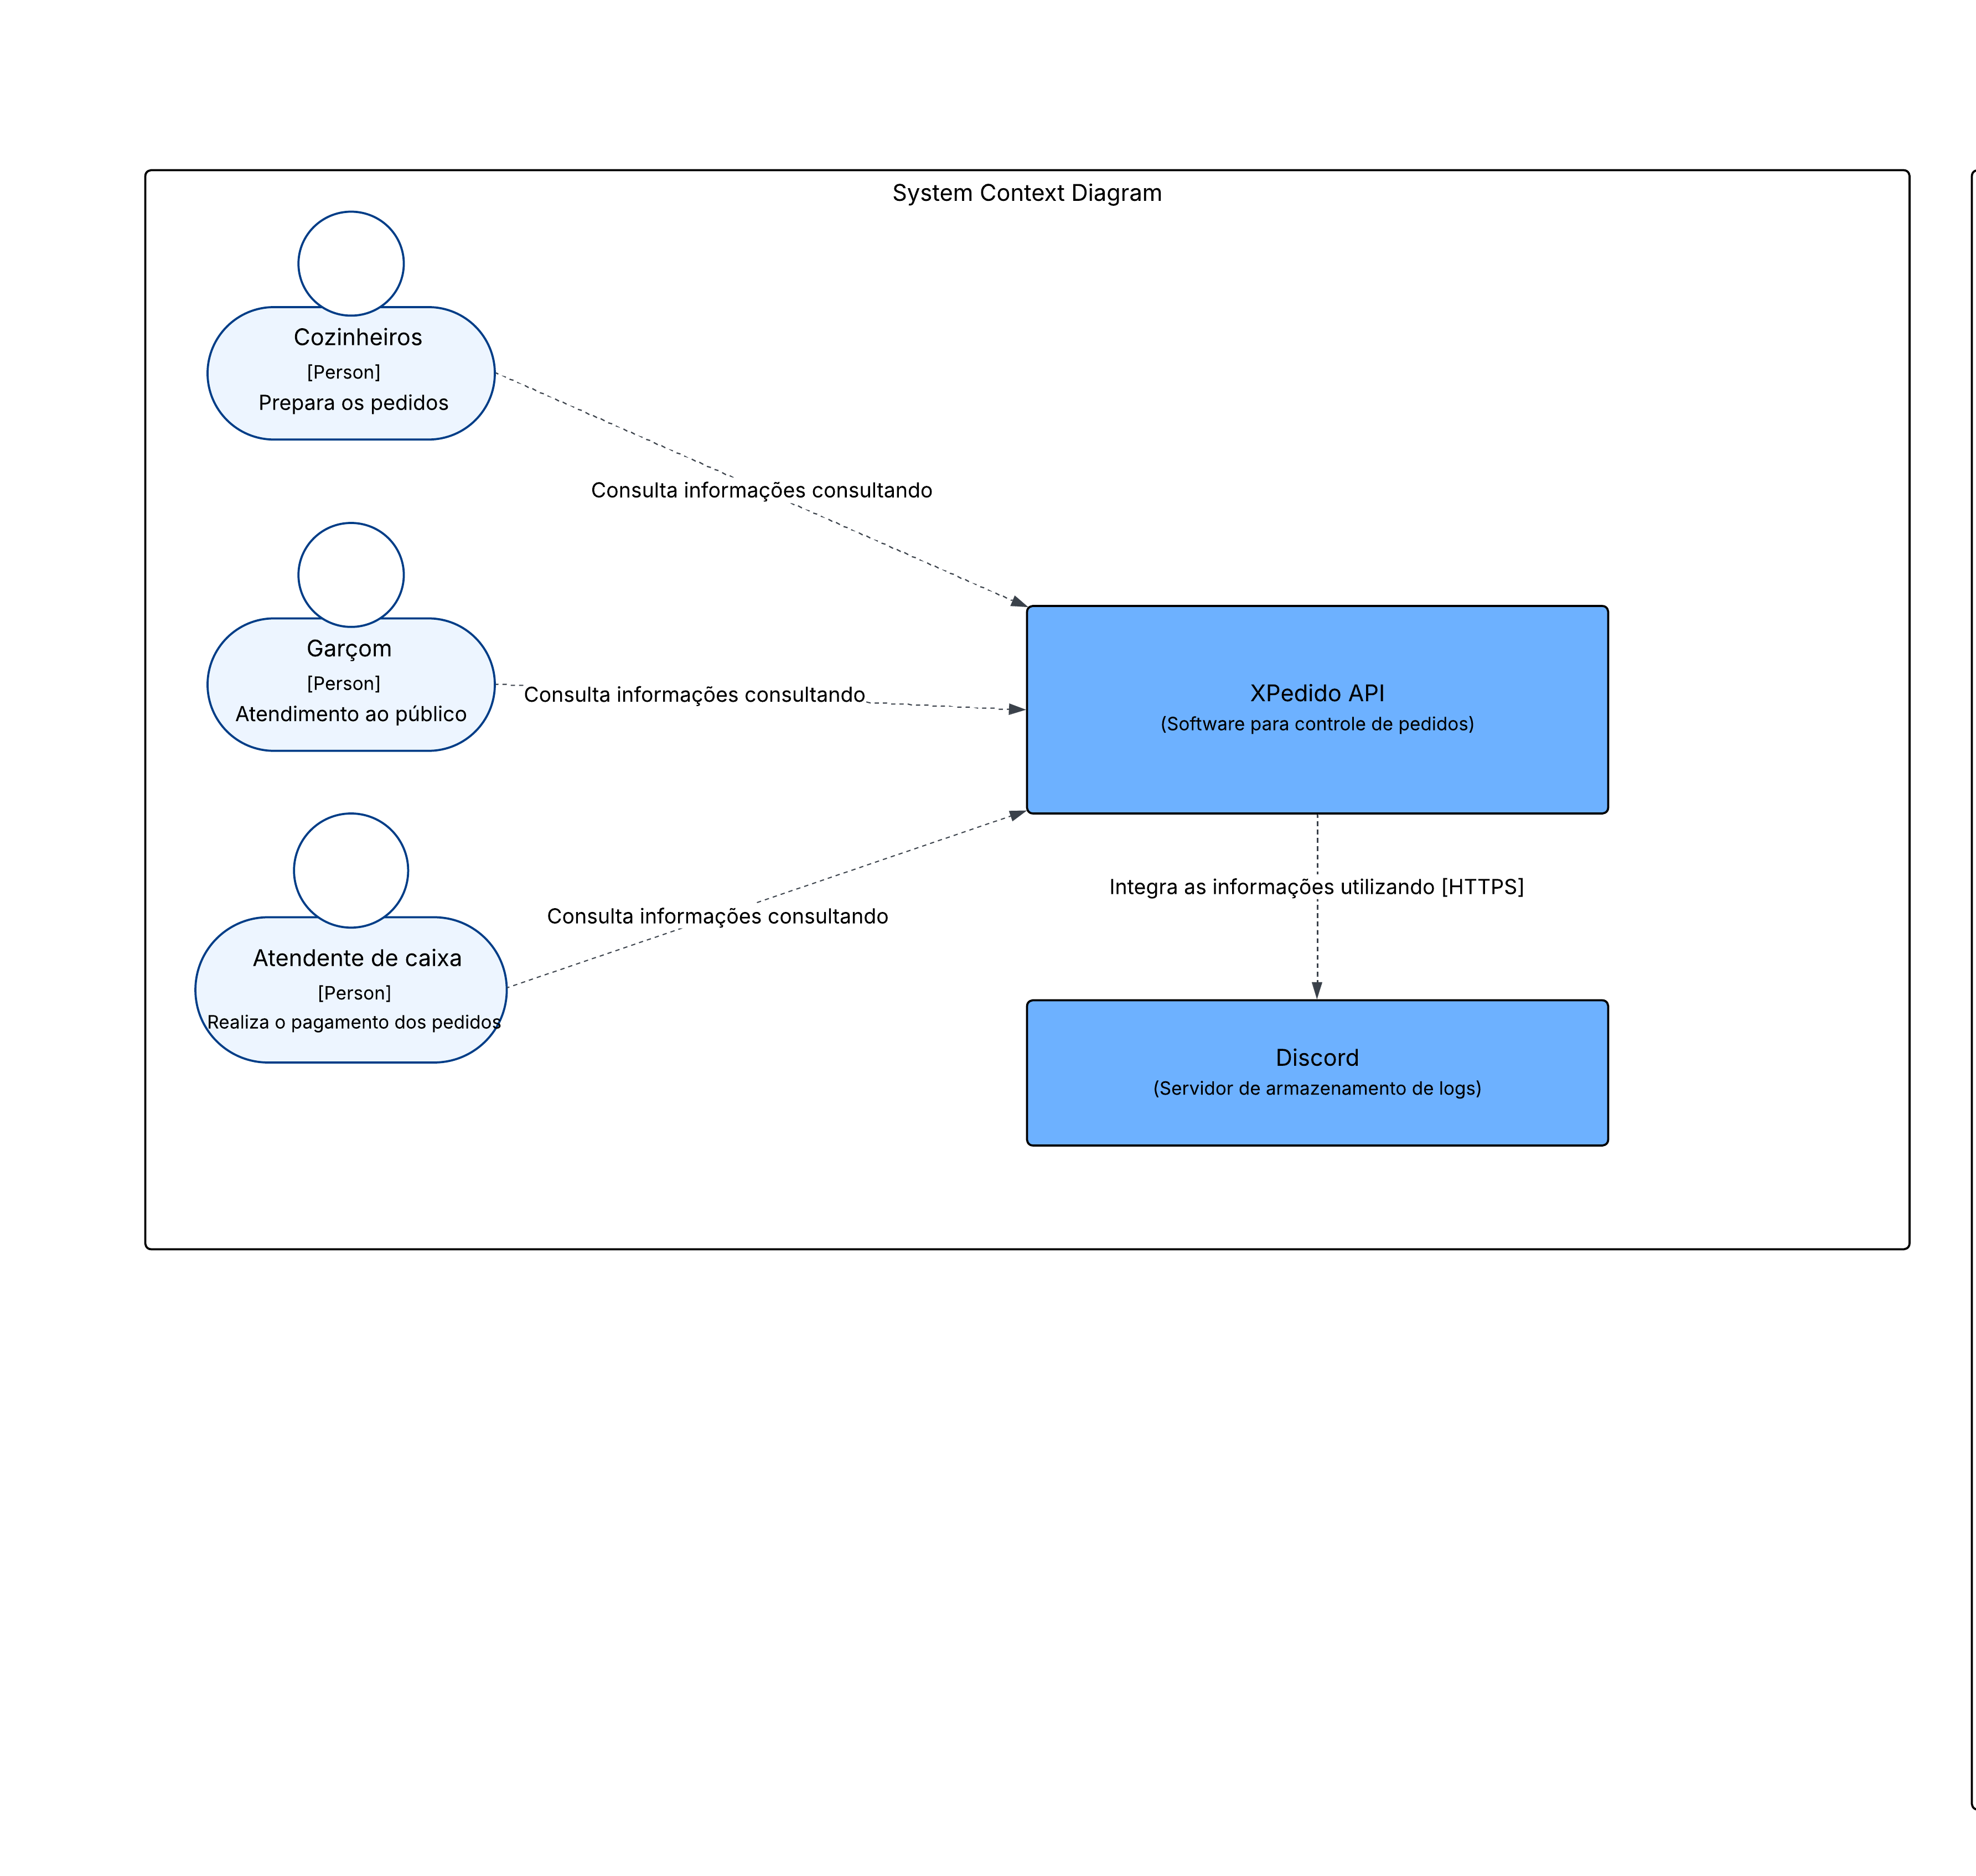 System Context Diagram
Cozinheiros
[Person]
Prepara os pedidos
Consulta informações consultando
Garçom
[Person]
Atendimento ao público
Consulta informações consultando
XPedido API
(Software para controle de pedidos)
Atendente de caixa
[Person]
Realiza o pagamento dos pedidos
Consulta informações consultando
Integra as informações utilizando [HTTPS]
Discord
(Servidor de armazenamento de logs)